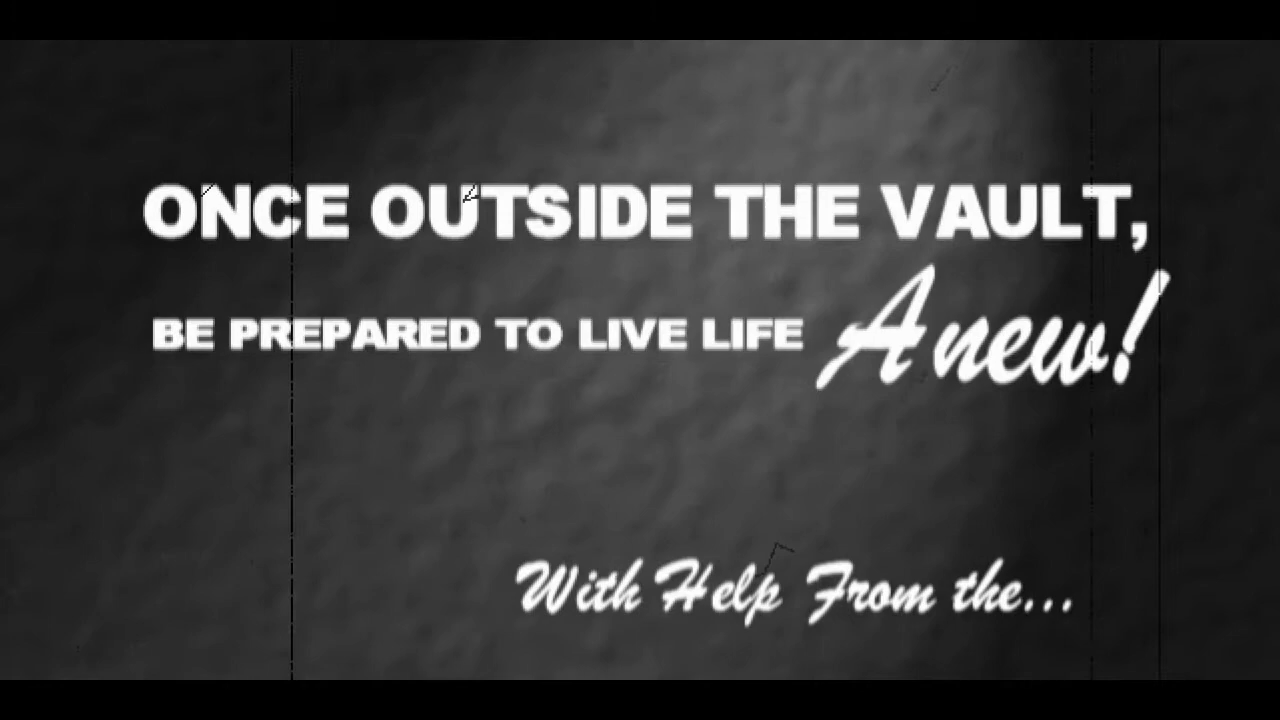 ONCE OUTSIDE THE VAULT,
BE PREPARED TO LIVE LIFE Anew!
With Help From the...